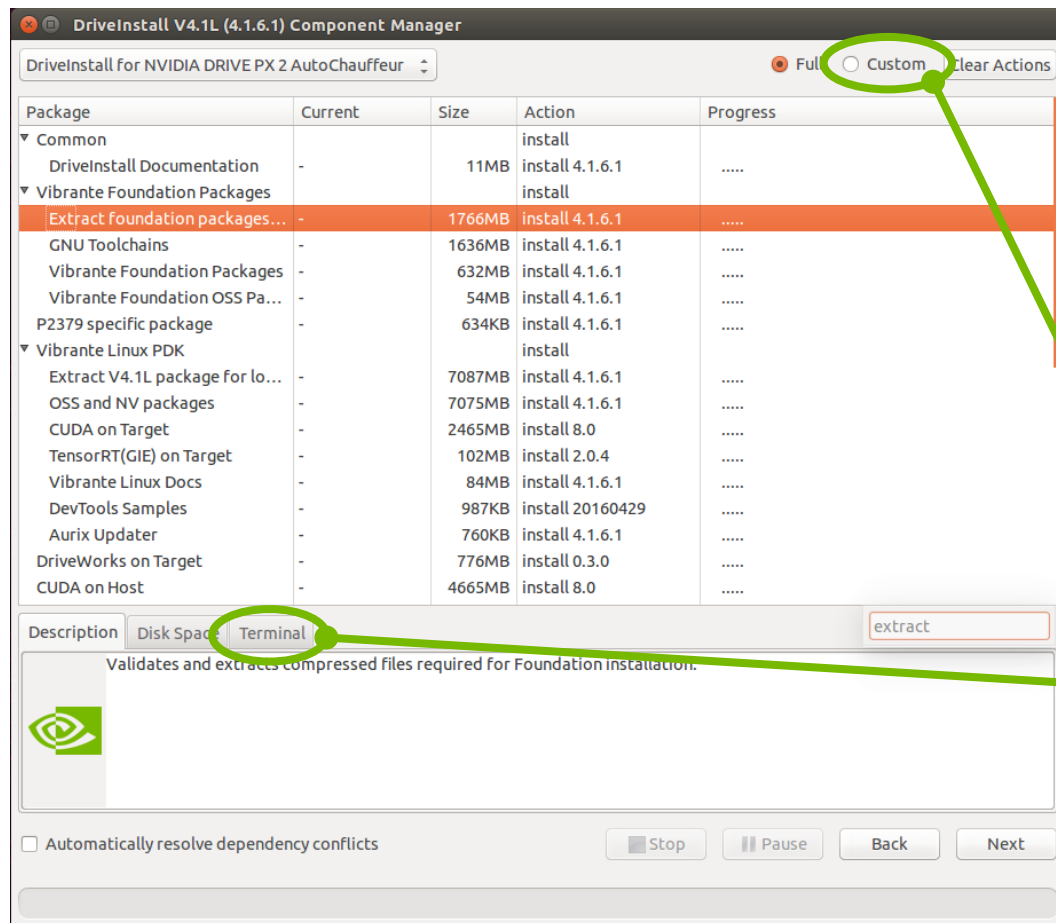 DriveInstall V4.1L (4.1.6.1) Component Manager
DriveInstall for NVIDIA DRIVE PX 2 AutoChauffeur Full Custom Clear Actions
Package Current Size Action Progress
Common install
DriveInstall Documentation - 11MB install 4.1.6.1 .....
Vibrante Foundation Packages install
Extract foundation packages... - 1766MB install 4.1.6.1 .....
GNU Toolchains - 1636MB install 4.1.6.1 .....
Vibrante Foundation Packages - 632MB install 4.1.6.1 .....
Vibrante Foundation OSS Pa... - 54MB install 4.1.6.1 .....
P2379 specific package - 634KB install 4.1.6.1 .....
Vibrante Linux PDK install
Extract V4.1L package for lo... - 7087MB install 4.1.6.1 .....
OSS and NV packages - 7075MB install 4.1.6.1 .....
CUDA on Target - 2465MB install 8.0 .....
TensorRT(GIE) on Target - 102MB install 2.0.4 .....
Vibrante Linux Docs - 84MB install 4.1.6.1 .....
DevTools Samples - 987KB install 20160429 .....
Aurix Updater - 760KB install 4.1.6.1 .....
DriveWorks on Target - 776MB install 0.3.0 .....
CUDA on Host - 4665MB install 8.0 .....
extract
Description Disk Space Terminal
Validates and extracts compressed files required for Foundation installation.
Automatically resolve dependency conflicts Stop Pause Back Next